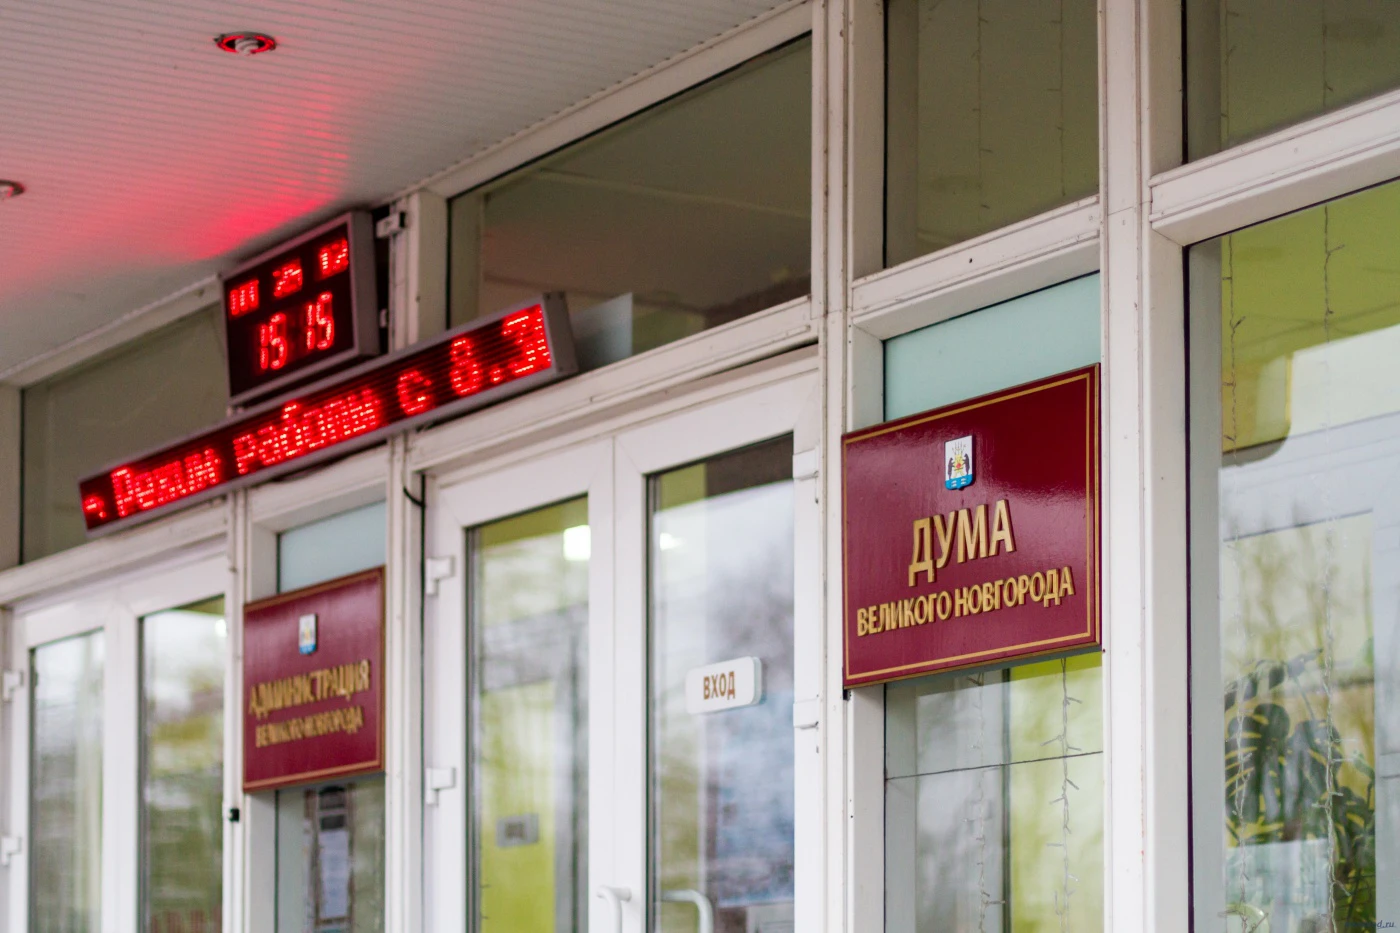 15 15
Режим работы с 8.3
АДМИНИСТРАЦИЯ
ВЕЛИКОГО НОВГОРОДА
ВХОД
ДУМА
ВЕЛИКОГО НОВГОРОДА